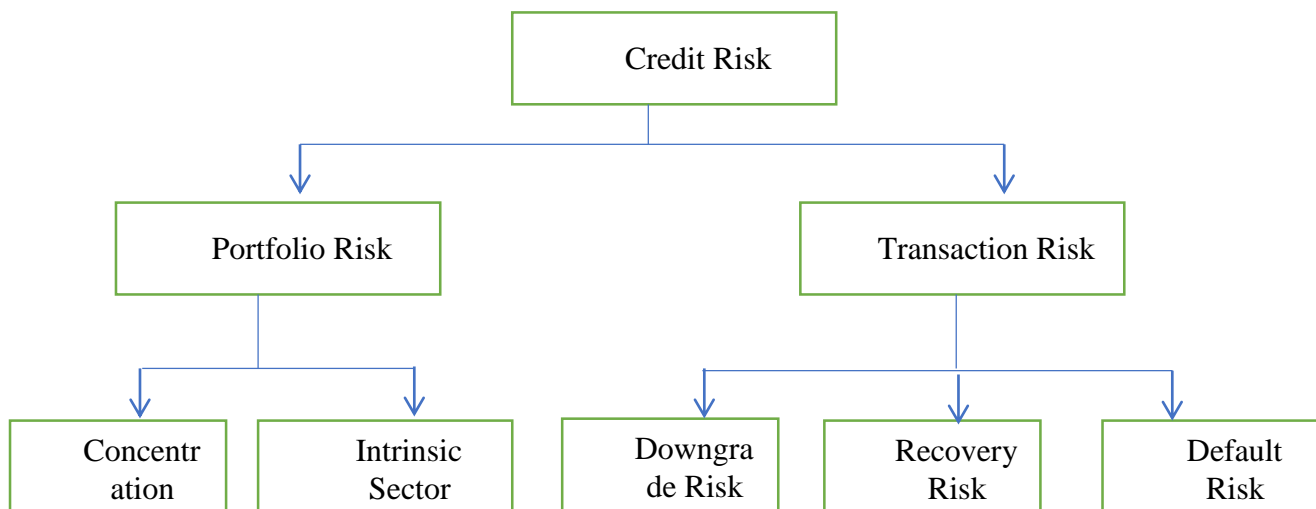 Credit Risk
Portfolio Risk
Transaction Risk
Concentr
ation
Intrinsic
Sector
Downgra
de Risk
Recovery
Risk
Default
Risk